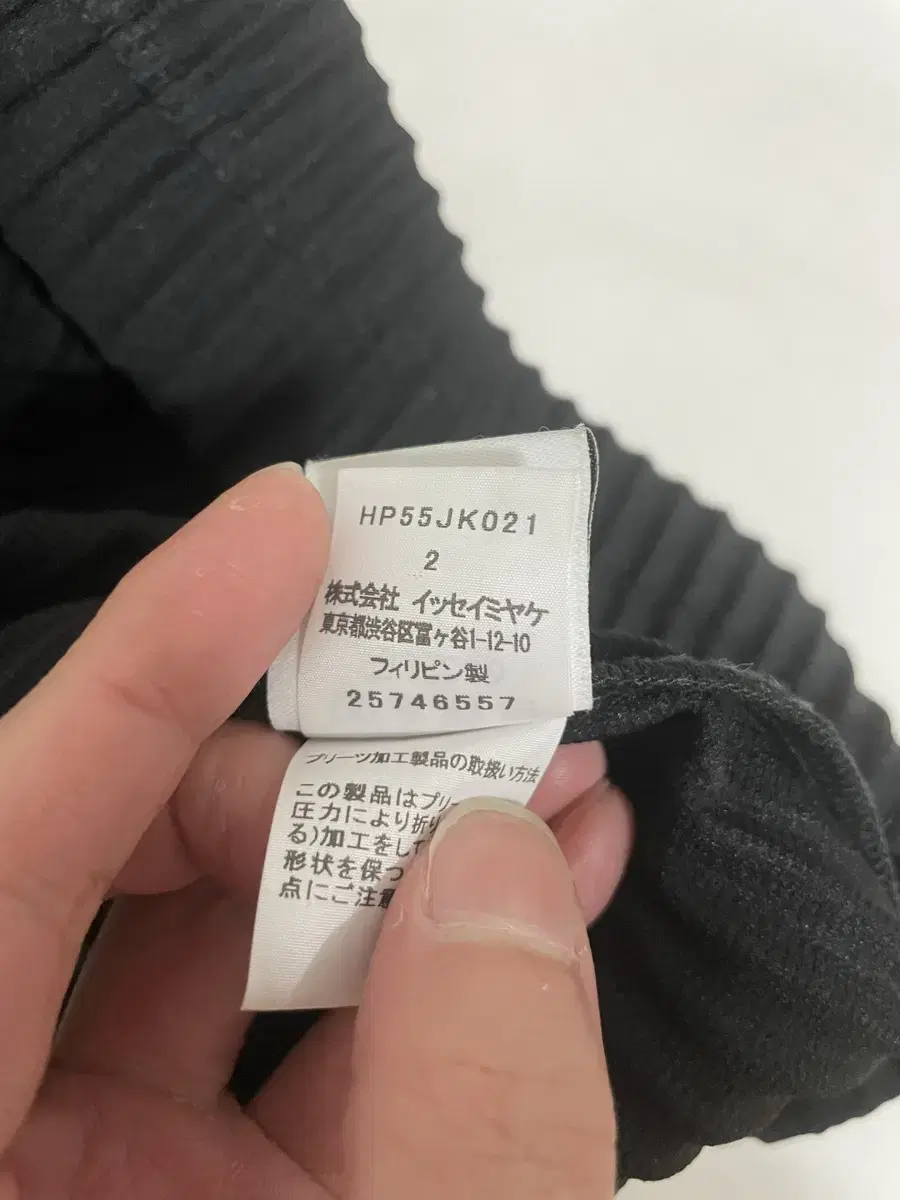 HP55JK021
2
株式会社 イッセイミヤケ
東京都渋谷区富ヶ谷1-12-10
フィリピン製
25746557
プリーツ加工製品の取扱い方法
この製品はプリー
圧力により折り
る)加工をして
形状を保つ
点にご注意